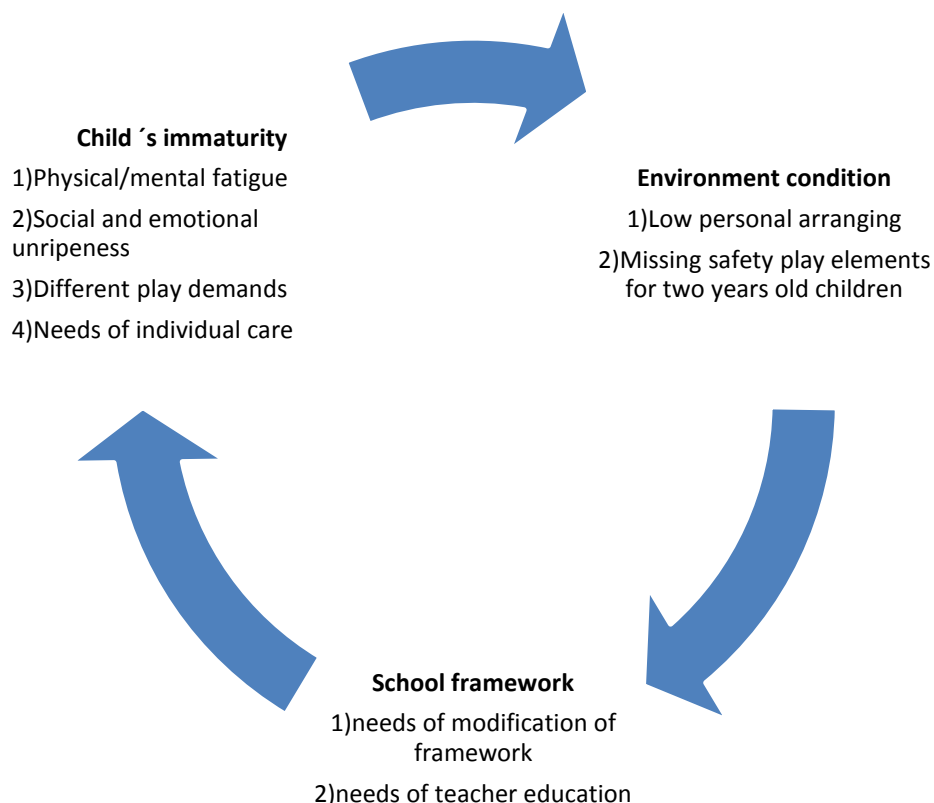 Child ´s immaturity
1)Physical/mental fatigue
2)Social and emotional
unripeness
3)Different play demands
4)Needs of individual care
Environment condition
1)Low personal arranging
2)Missing safety play elements
for two years old children
School framework
1)needs of modification of
framework
2)needs of teacher education